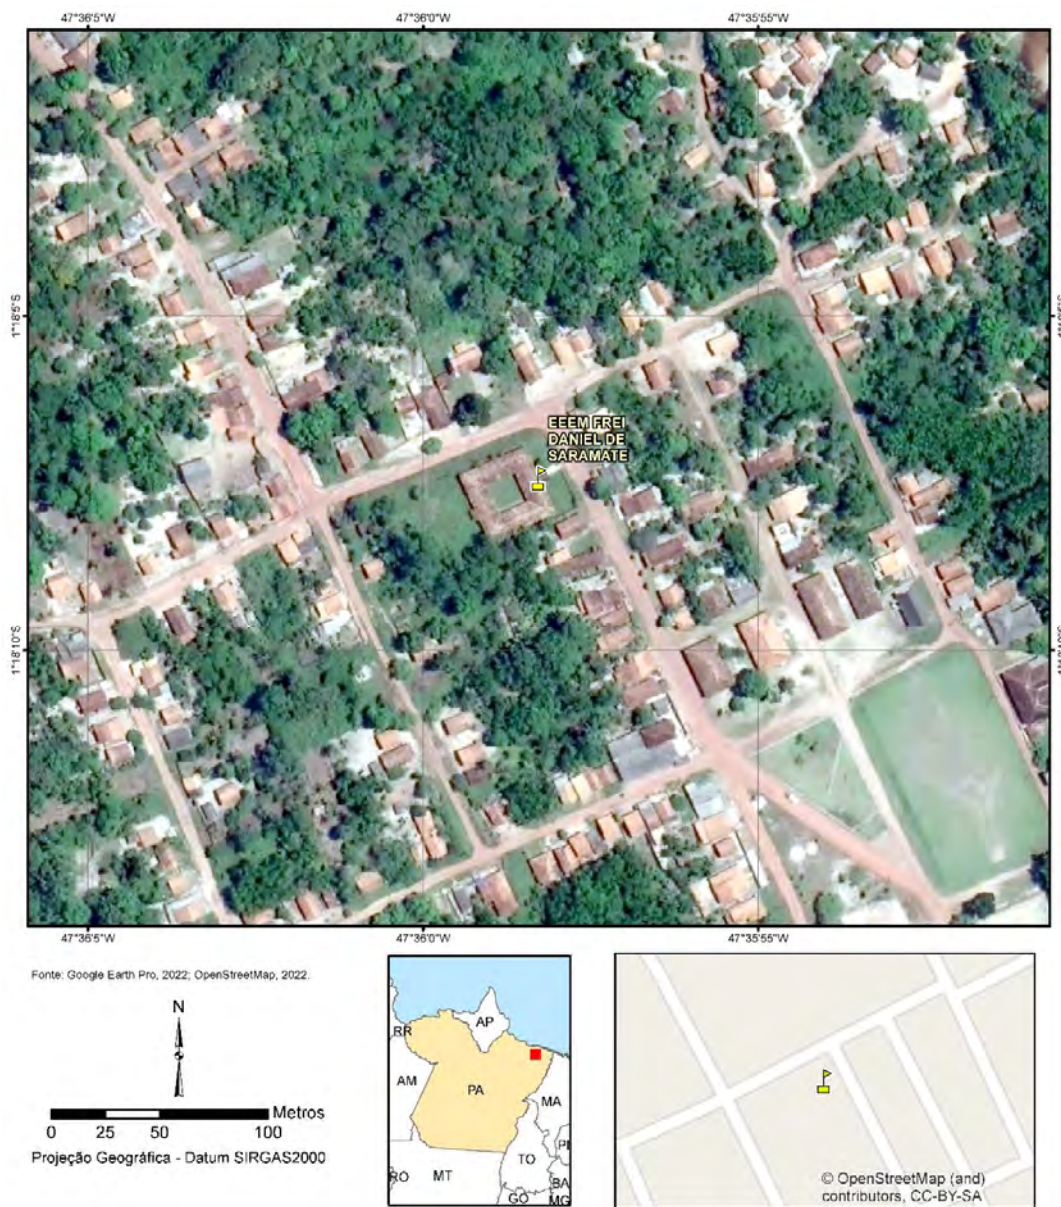 47°36'5"W
47°36'0"W
47°35'55"W
1°18'5"S
EEEM FREI
DANIEL DE
SARAMATE
1°18'10"S
47°36'5"W
47°36'0"W
47°35'55"W
Fonte: Google Earth Pro, 2022; OpenStreetMap, 2022.
N
Metros
0 25 50 100
Projeção Geográfica - Datum SIRGAS2000
RR
AP
AM
PA
MA
TO
RO
MT
BA
GO
MG
© OpenStreetMap (and)
contributors, CC-BY-SA